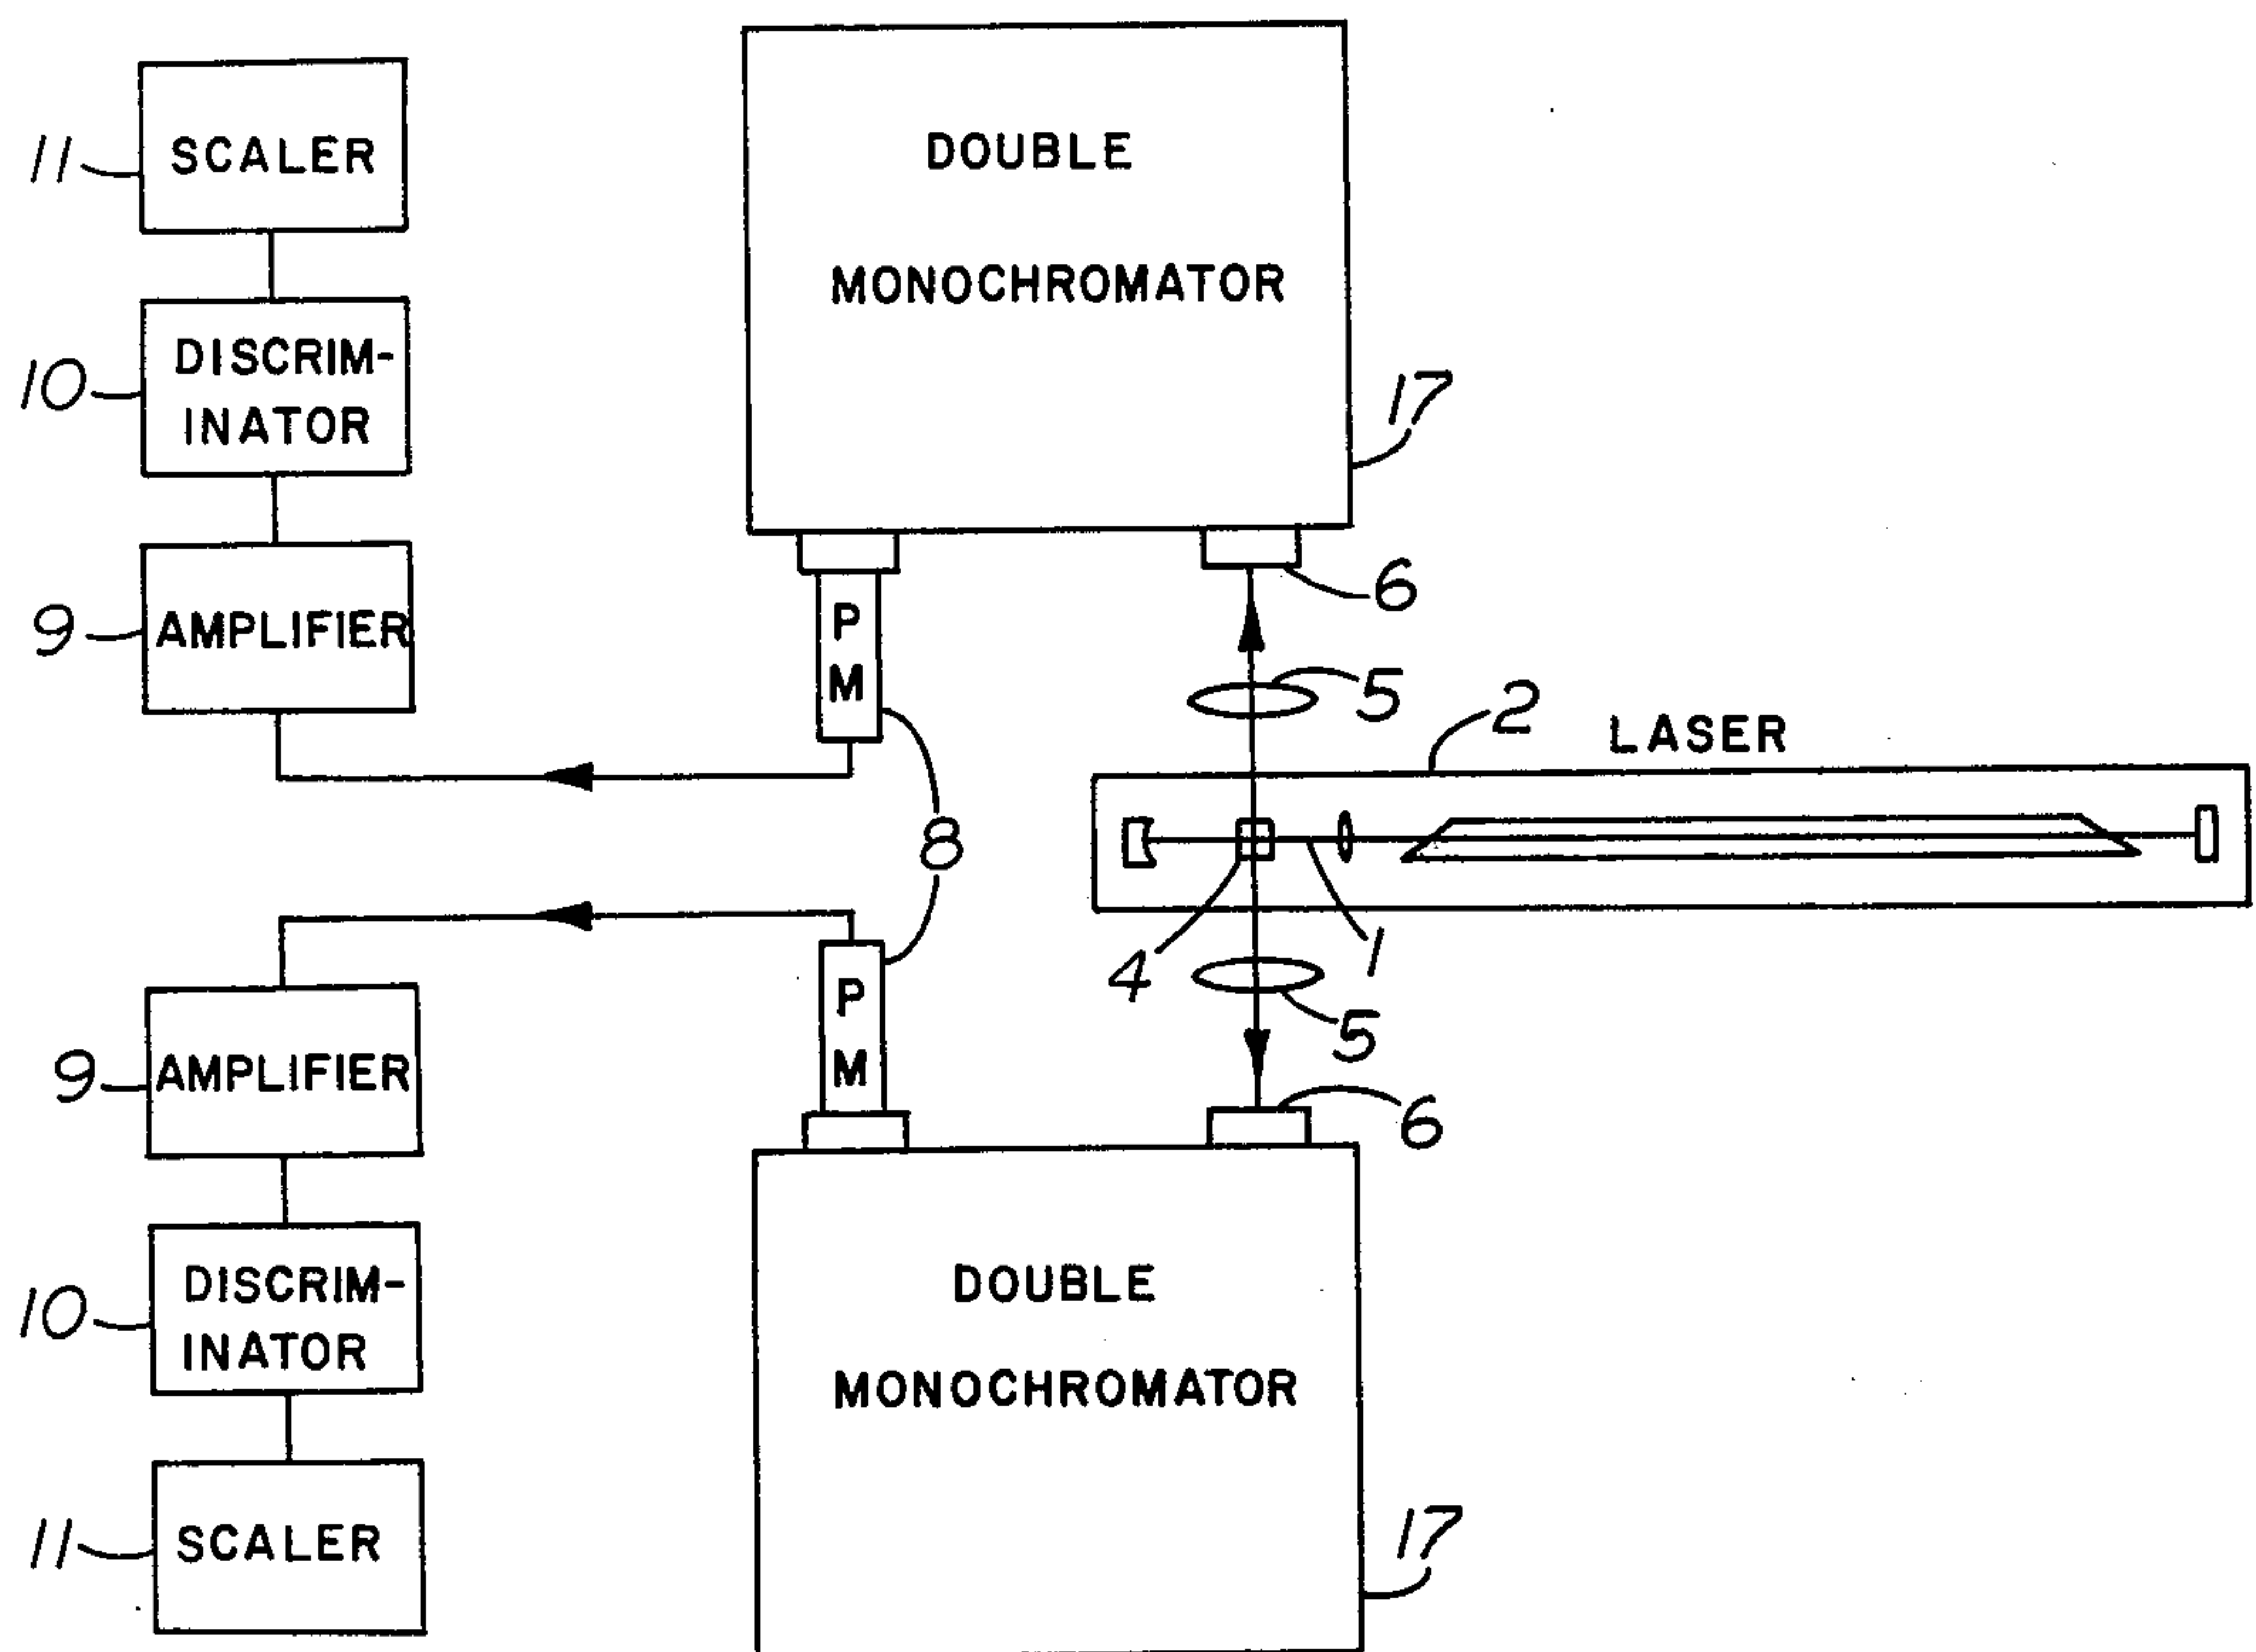 SCALER
11
DISCRIM-
INATOR
10
AMPLIFIER
9
DOUBLE
MONOCHROMATOR
17
6
P
M
8
5
2
LASER
4
1
5
6
P
M
AMPLIFIER
9
DISCRIM-
INATOR
10
SCALER
11
DOUBLE
MONOCHROMATOR
17